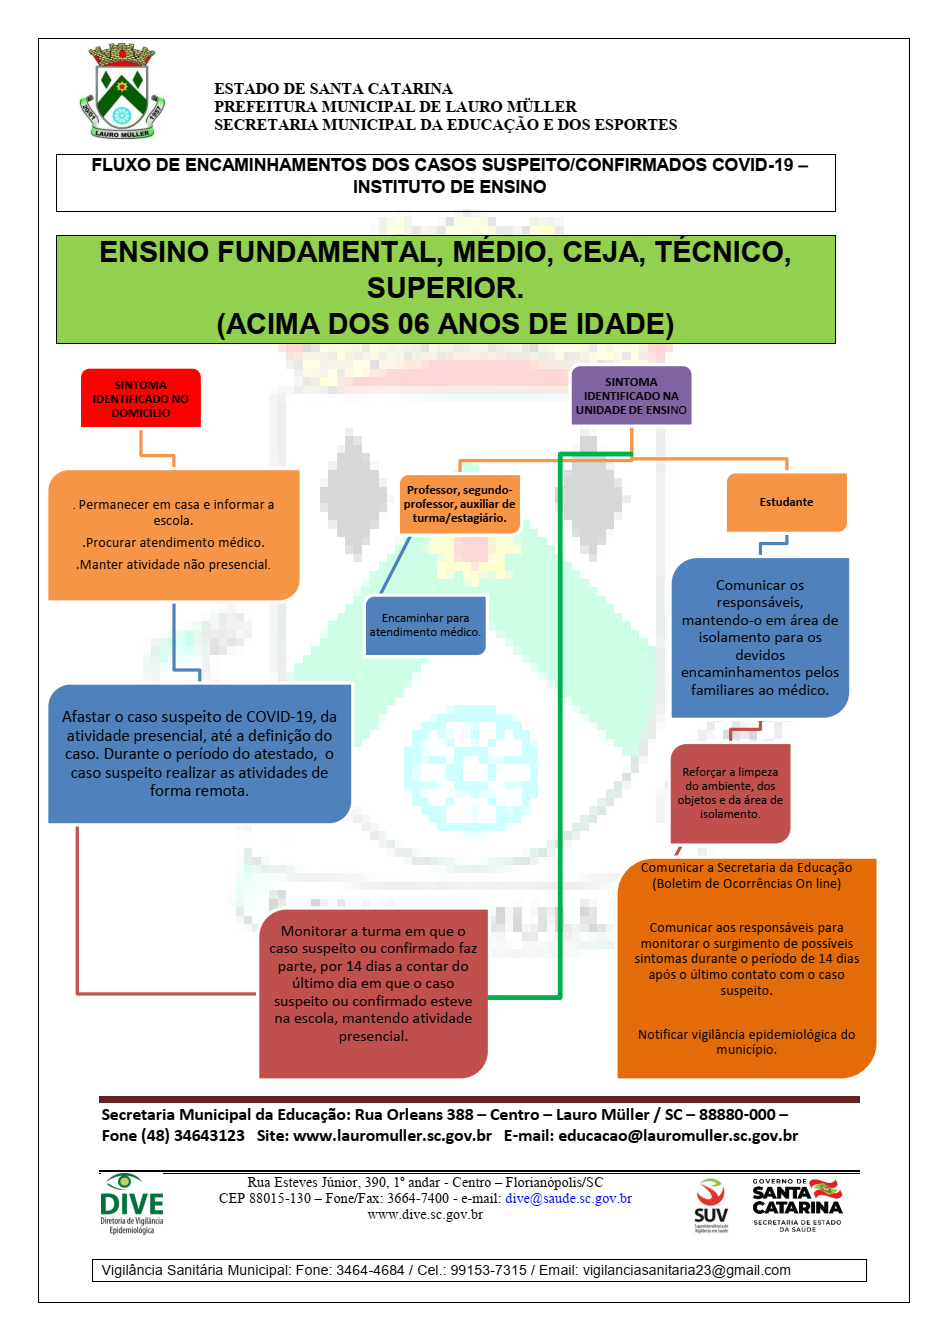 ESTADO DE SANTA CATARINA
PREFEITURA MUNICIPAL DE LAURO MÜLLER
SECRETARIA MUNICIPAL DA EDUCAÇÃO E DOS ESPORTES
20/01
1957
LAURO MÜLLER
FLUXO DE ENCAMINHAMENTOS DOS CASOS SUSPEITO/CONFIRMADOS COVID-19 –
INSTITUTO DE ENSINO
ENSINO FUNDAMENTAL, MÉDIO, CEJA, TÉCNICO,
SUPERIOR.
(ACIMA DOS 06 ANOS DE IDADE)
SINTOMA
IDENTIFICADO NO
DOMICÍLIO
SINTOMA
IDENTIFICADO NA
UNIDADE DE ENSINO
. Permanecer em casa e informar a
escola.
.Procurar atendimento médico.
.Manter atividade não presencial.
Professor, segundo-
professor, auxiliar de
turma/estagiário.
Estudante
Encaminhar para
atendimento médico.
Comunicar os
responsáveis,
mantendo-o em área de
isolamento para os
devidos
encaminhamentos pelos
familiares ao médico.
Afastar o caso suspeito de COVID-19, da
atividade presencial, até a definição do
caso. Durante o período do atestado, o
caso suspeito realizar as atividades de
forma remota.
Reforçar a limpeza
do ambiente, dos
objetos e da área de
isolamento.
Monitorar a turma em que o
caso suspeito ou confirmado faz
parte, por 14 dias a contar do
último dia em que o caso
suspeito ou confirmado esteve
na escola, mantendo atividade
presencial.
Comunicar a Secretaria da Educação
(Boletim de Ocorrências On line)
Comunicar aos responsáveis para
monitorar o surgimento de possíveis
sintomas durante o período de 14 dias
após o último contato com o caso
suspeito.
Notificar vigilância epidemiológica do
município.
Secretaria Municipal da Educação: Rua Orleans 388 – Centro – Lauro Müller / SC – 88880-000 –
Fone (48) 34643123 Site: www.lauromuller.sc.gov.br E-mail: educacao@lauromuller.sc.gov.br
DIVE
Diretoria de Vigilância
Epidemiológica
Rua Esteves Júnior, 390, 1º andar - Centro – Florianópolis/SC
CEP 88015-130 – Fone/Fax: 3664-7400 - e-mail: dive@saude.sc.gov.br
www.dive.sc.gov.br
SUV
Superintendência de
Vigilância em Saúde
GOVERNO DE
SANTA
CATARINA
SECRETARIA DE ESTADO
DA SAÚDE
Vigilância Sanitária Municipal: Fone: 3464-4684 / Cel.: 99153-7315 / Email: vigilanciasanitaria23@gmail.com